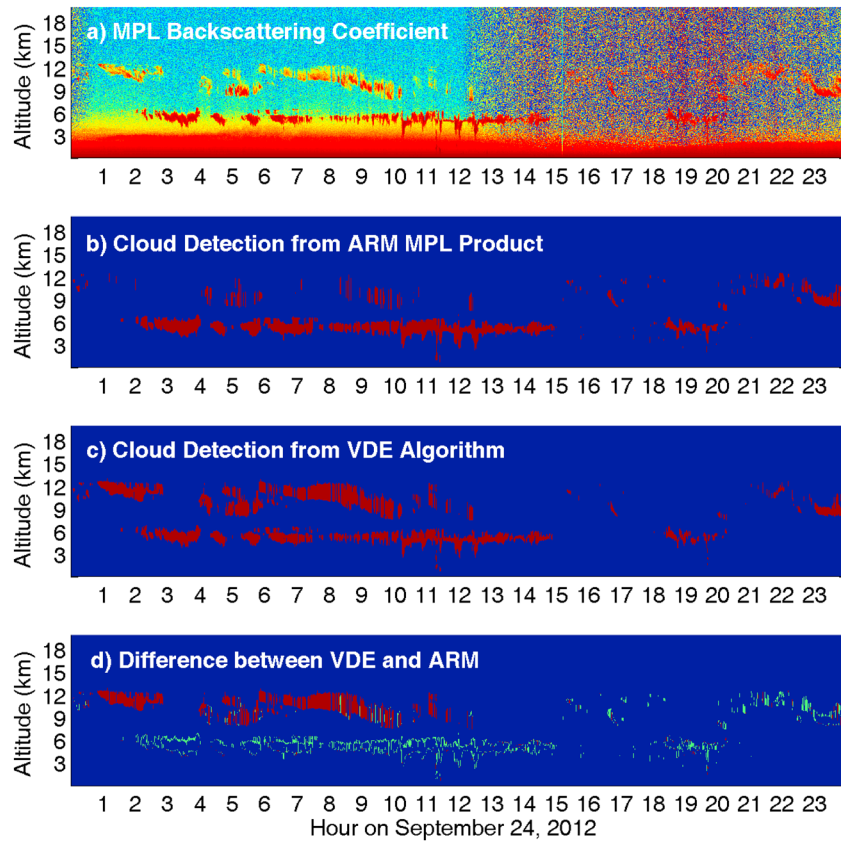 a) MPL Backscattering Coefficient
Altitude (km)
18
15
12
9
6
3
1 2 3 4 5 6 7 8 9 10 11 12 13 14 15 16 17 18 19 20 21 22 23
b) Cloud Detection from ARM MPL Product
Altitude (km)
18
15
12
9
6
3
1 2 3 4 5 6 7 8 9 10 11 12 13 14 15 16 17 18 19 20 21 22 23
c) Cloud Detection from VDE Algorithm
Altitude (km)
18
15
12
9
6
3
1 2 3 4 5 6 7 8 9 10 11 12 13 14 15 16 17 18 19 20 21 22 23
d) Difference between VDE and ARM
Altitude (km)
18
15
12
9
6
3
1 2 3 4 5 6 7 8 9 10 11 12 13 14 15 16 17 18 19 20 21 22 23
Hour on September 24, 2012